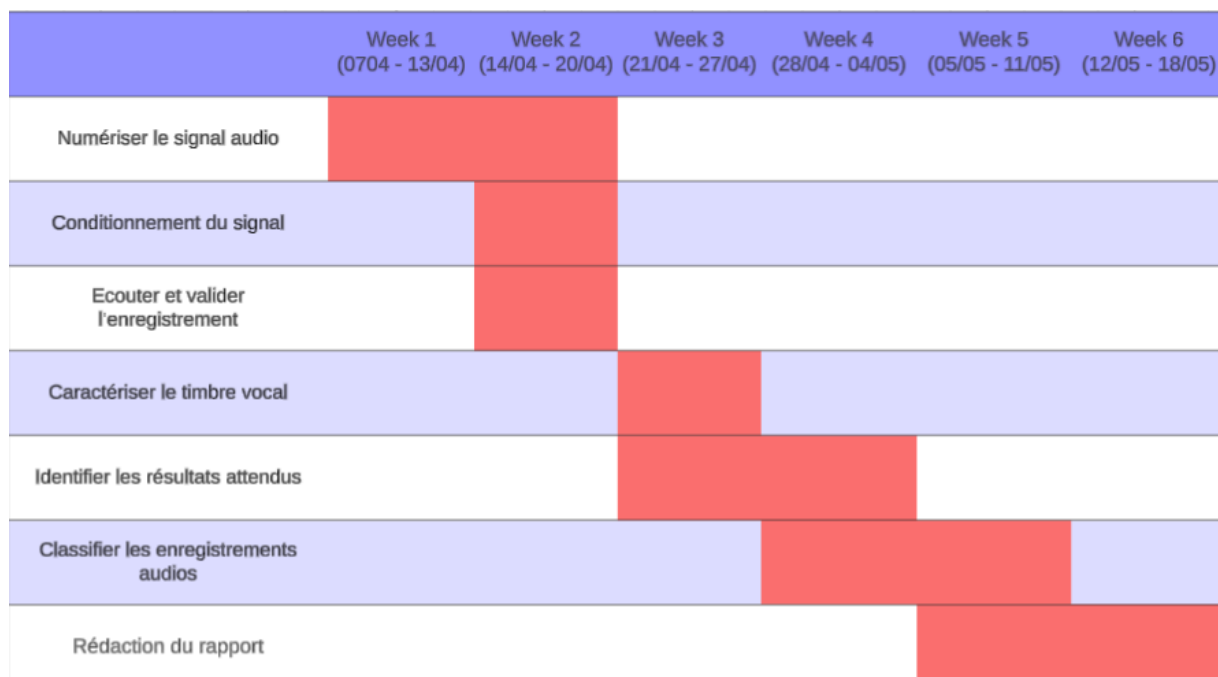 Week 1 Week 2 Week 3 Week 4 Week 5 Week 6
(0704 - 13/04) (14/04 - 20/04) (21/04 - 27/04) (28/04 - 04/05) (05/05 - 11/05) (12/05 - 18/05)
Numériser le signal audio
Conditionnement du signal
Ecouter et valider
l'enregistrement
Caractériser le timbre vocal
Identifier les résultats attendus
Classifier les enregistrements
audios
Rédaction du rapport